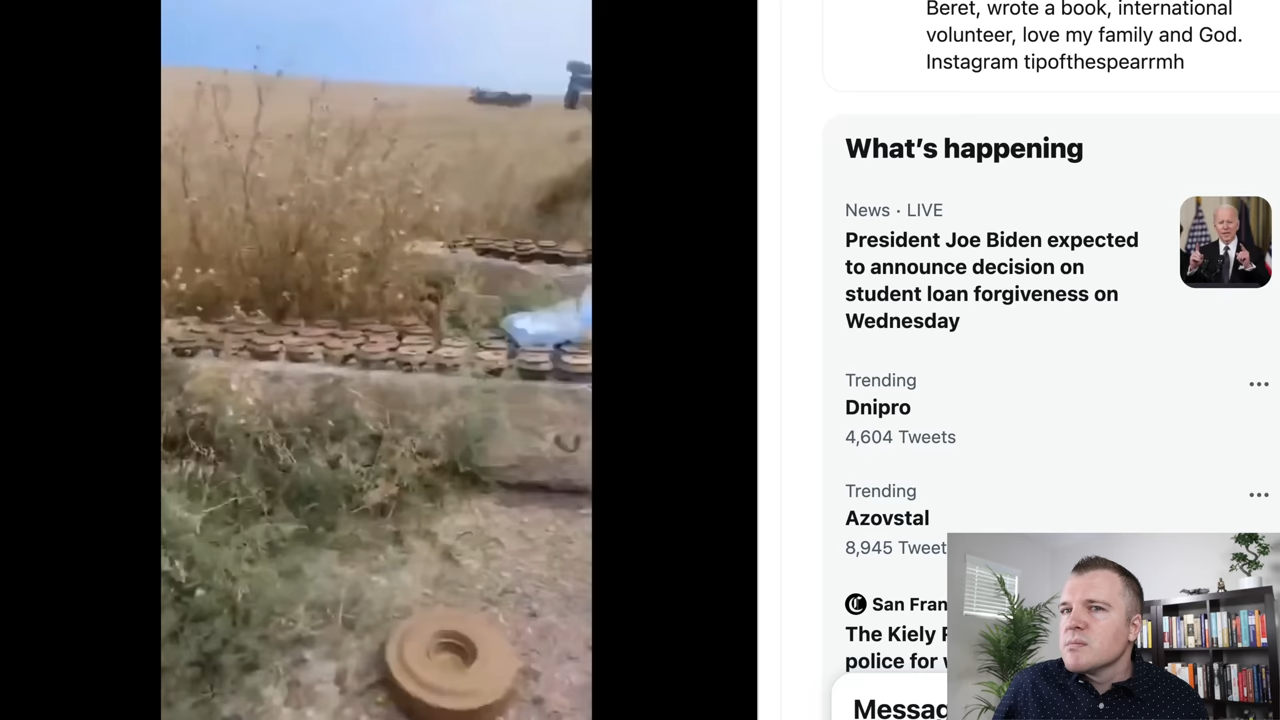 Beret, wrote a book, international
volunteer, love my family and God.
Instagram tipofthespearrmh
What's happening
News · LIVE
President Joe Biden expected
to announce decision on
student loan forgiveness on
Wednesday
Trending
Dnipro
4,604 Tweets
Trending
Azovstal
8,945 Tweet
San Fran
The Kiely
police for
Messag